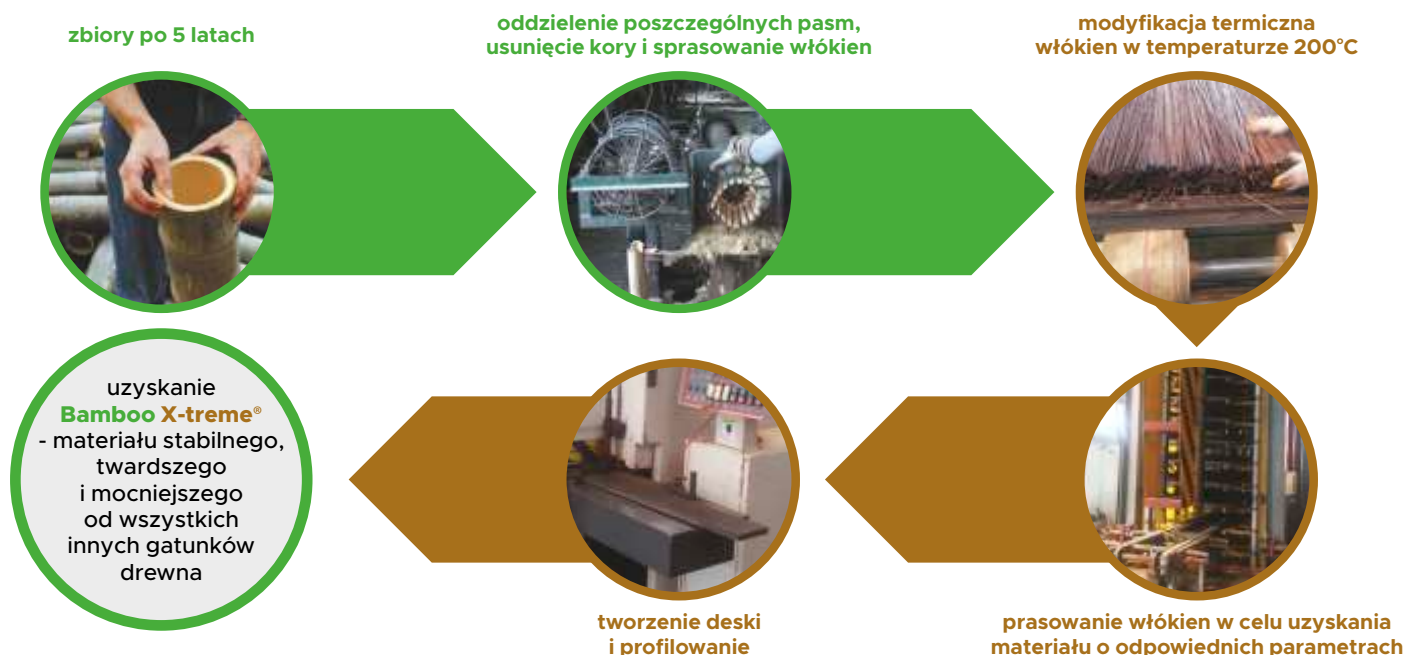 zbiory po 5 latach
oddzielenie poszczególnych pasm,
usunięcie kory i sprasowanie włókien
modyfikacja termiczna
włókien w temperaturze 200°C
prasowanie włókien w celu uzyskania
materiału o odpowiednich parametrach
tworzenie deski
i profilowanie
uzyskanie
Bamboo X-treme®
- materiału stabilnego,
twardszego
i mocniejszego
od wszystkich
innych gatunków
drewna